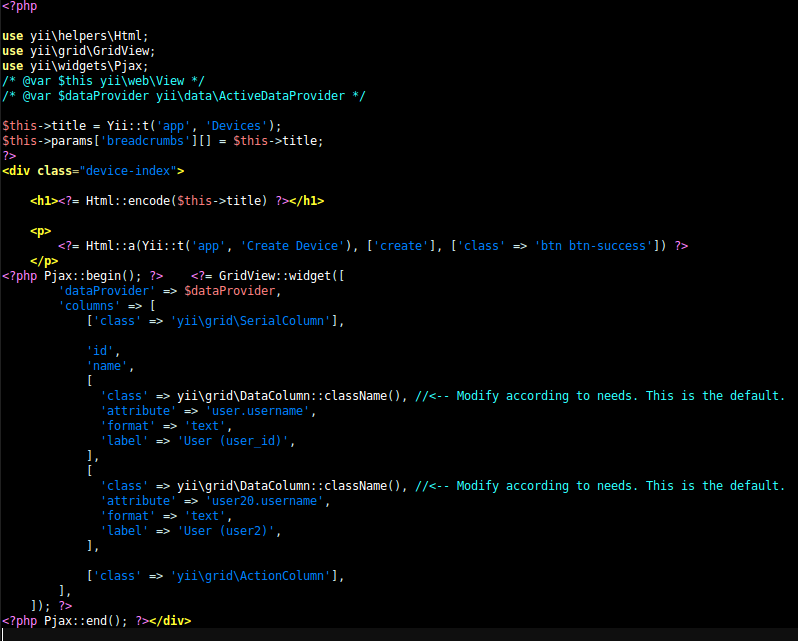 <?php

use yii\helpers\Html;
use yii\grid\GridView;
use yii\widgets\Pjax;
/* @var $this yii\web\View */
/* @var $dataProvider yii\data\ActiveDataProvider */

$this->title = Yii::t('app', 'Devices');
$this->params['breadcrumbs'][] = $this->title;
?>
<div class="device-index">

    <h1><?= Html::encode($this->title) ?></h1>

    <p>
        <?= Html::a(Yii::t('app', 'Create Device'), ['create'], ['class' => 'btn btn-success']) ?>
    </p>
<?php Pjax::begin(); ?>    <?= GridView::widget([
        'dataProvider' => $dataProvider,
        'columns' => [
            ['class' => 'yii\grid\SerialColumn'],

            'id',
            'name',
            [
              'class' => yii\grid\DataColumn::className(), //<-- Modify according to needs. This is the default.
              'attribute' => 'user.username',
              'format' => 'text',
              'label' => 'User (user_id)',
            ],
            [
              'class' => yii\grid\DataColumn::className(), //<-- Modify according to needs. This is the default.
              'attribute' => 'user20.username',
              'format' => 'text',
              'label' => 'User (user2)',
            ],

            ['class' => 'yii\grid\ActionColumn'],
        ],
    ]); ?>
<?php Pjax::end(); ?></div>